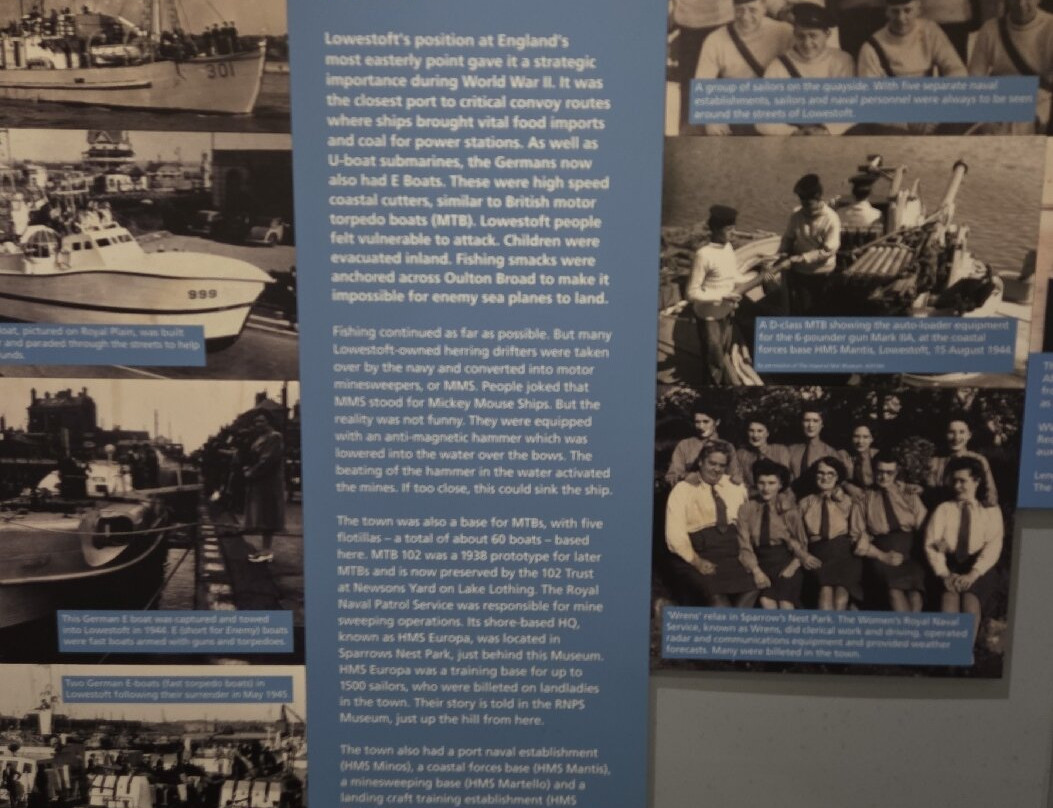 301
999
oat, pictured on Royal Plain, was built
r and paraded through the streets to help
unds.
This German E boat was captured and towed
into Lowestoft in 1944. E (short for Enemy) boats
were fast boats armed with guns and torpedoes.
Two German E-boats (fast torpedo boats) in
Lowestoft following their surrender in May 1945
Lowestoft's position at England's
most easterly point gave it a strategic
importance during World War II. It was
the closest port to critical convoy routes
where ships brought vital food imports
and coal for power stations. As well as
U-boat submarines, the Germans now
also had E Boats. These were high speed
coastal cutters, similar to British motor
torpedo boats (MTB). Lowestoft people
felt vulnerable to attack. Children were
evacuated inland. Fishing smacks were
anchored across Oulton Broad to make it
impossible for enemy sea planes to land.
Fishing continued as far as possible. But many
Lowestoft-owned herring drifters were taken
over by the navy and converted into motor
minesweepers, or MMS. People joked that
MMS stood for Mickey Mouse Ships. But the
reality was not funny. They were equipped
with an anti-magnetic hammer which was
lowered into the water over the bows. The
beating of the hammer in the water activated
the mines. If too close, this could sink the ship.
The town was also a base for MTBs, with five
flotillas – a total of about 60 boats – based
here. MTB 102 was a 1938 prototype for later
MTBs and is now preserved by the 102 Trust
at Newsons Yard on Lake Lothing. The Royal
Naval Patrol Service was responsible for mine
sweeping operations. Its shore-based HQ,
known as HMS Europa, was located in
Sparrows Nest Park, just behind this Museum.
HMS Europa was a training base for up to
1500 sailors, who were billeted on landladies
in the town. Their story is told in the RNPS
Museum, just up the hill from here.
The town also had a port naval establishment
(HMS Minos), a coastal forces base (HMS Mantis),
a minesweeping base (HMS Martello) and a
landing craft training establishment (HMS
A group of sailors on the quayside. With five separate naval
establishments, sailors and naval personnel were always to be seen
around the streets of Lowestoft.
A D-class MTB showing the auto-loader equipment
for the 6-pounder gun Mark IIA, at the coastal
forces base HMS Mantis, Lowestoft, 15 August 1944.
'Wrens' relax in Sparrow's Nest Park. The Women's Royal Naval
Service, known as Wrens, did clerical work and driving, operated
radar and communications equipment and provided weather
forecasts. Many were billeted in the town.